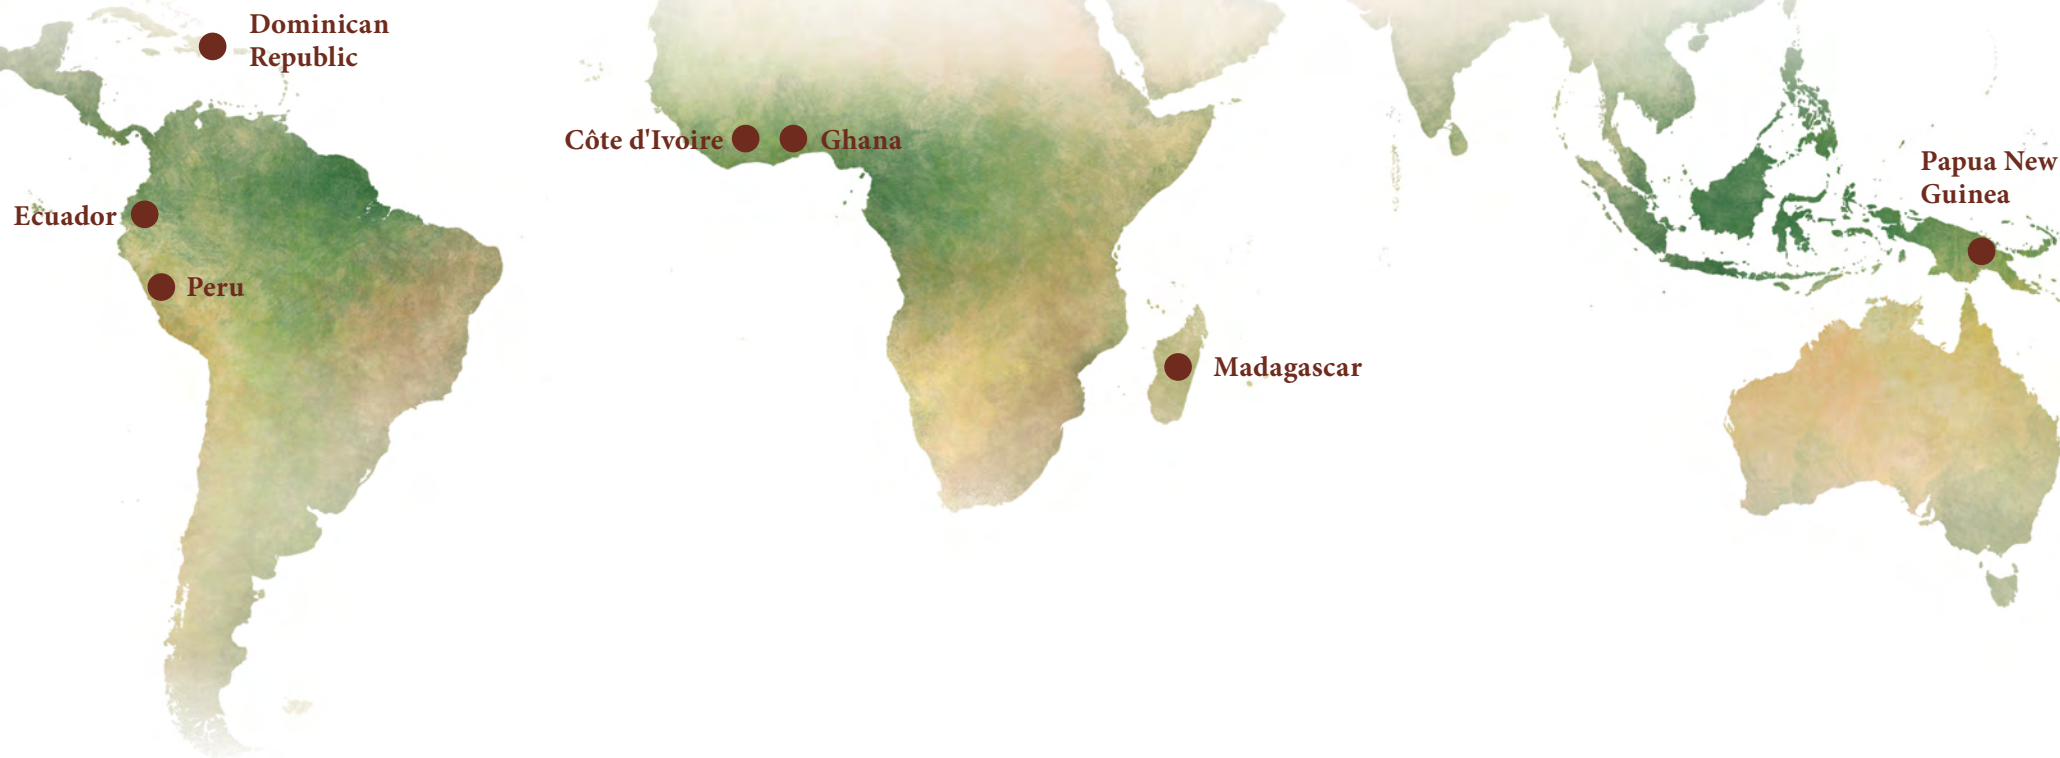 Dominican
Republic
Côte d'Ivoire
Ghana
Papua New
Guinea
Ecuador
Peru
Madagascar